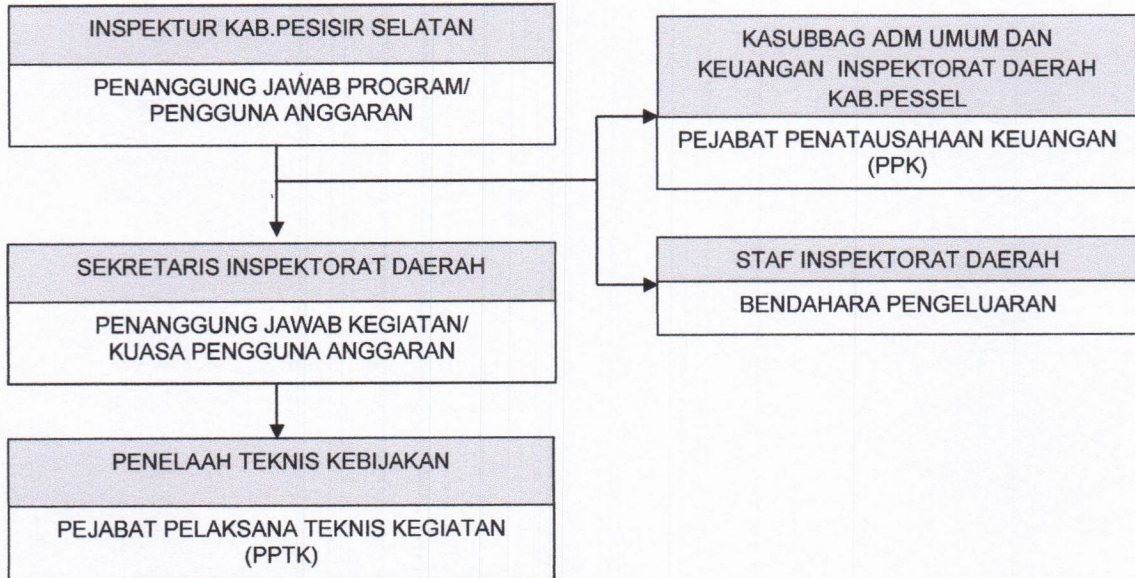 INSPEKTUR KAB.PESISIR SELATAN
PENANGGUNG JAWAB PROGRAM/
PENGGUNA ANGGARAN
KASUBBAG ADM UMUM DAN
KEUANGAN INSPEKTORAT DAERAH
KAB.PESSEL
PEJABAT PENATAUSAHAAN KEUANGAN
(PPK)
SEKRETARIS INSPEKTORAT DAERAH
PENANGGUNG JAWAB KEGIATAN/
KUASA PENGGUNA ANGGARAN
STAF INSPEKTORAT DAERAH
BENDAHARA PENGELUARAN
PENELAAH TEKNIS KEBIJAKAN
PEJABAT PELAKSANA TEKNIS KEGIATAN
(PPTK)